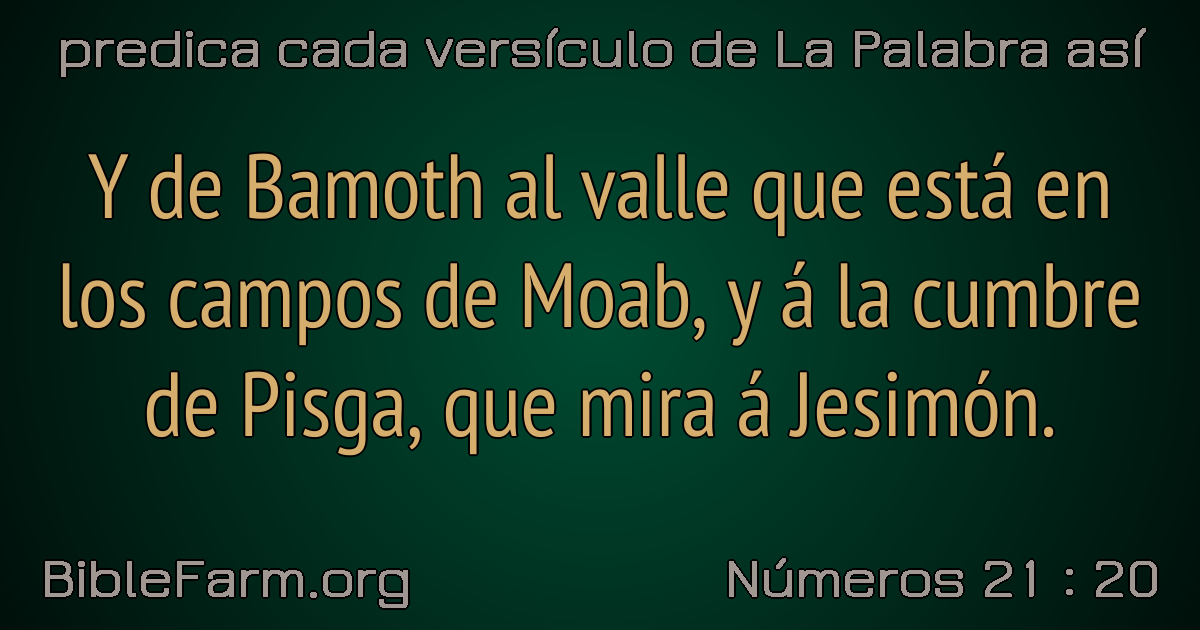 predica cada versículo de La Palabra así
Y de Bamoth al valle que está en
los campos de Moab, y á la cumbre
de Pisga, que mira á Jesimón.
BibleFarm.org
Números 21 : 20